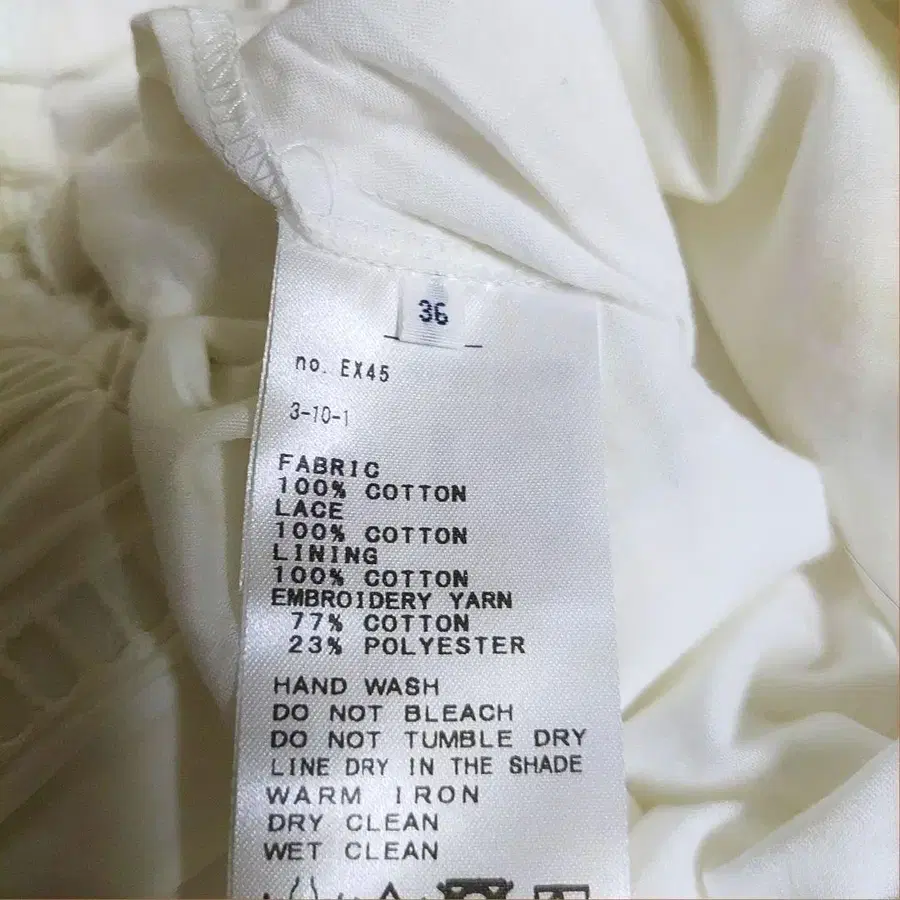 36
no. EX45
3-10-1
FABRIC
100% COTTON
LACE
100% COTTON
LINING
100% COTTON
EMBROIDERY YARN
77% COTTON
23% POLYESTER
HAND WASH
DO NOT BLEACH
DO NOT TUMBLE DRY
LINE DRY IN THE SHADE
WARM IRON
DRY CLEAN
WET CLEAN